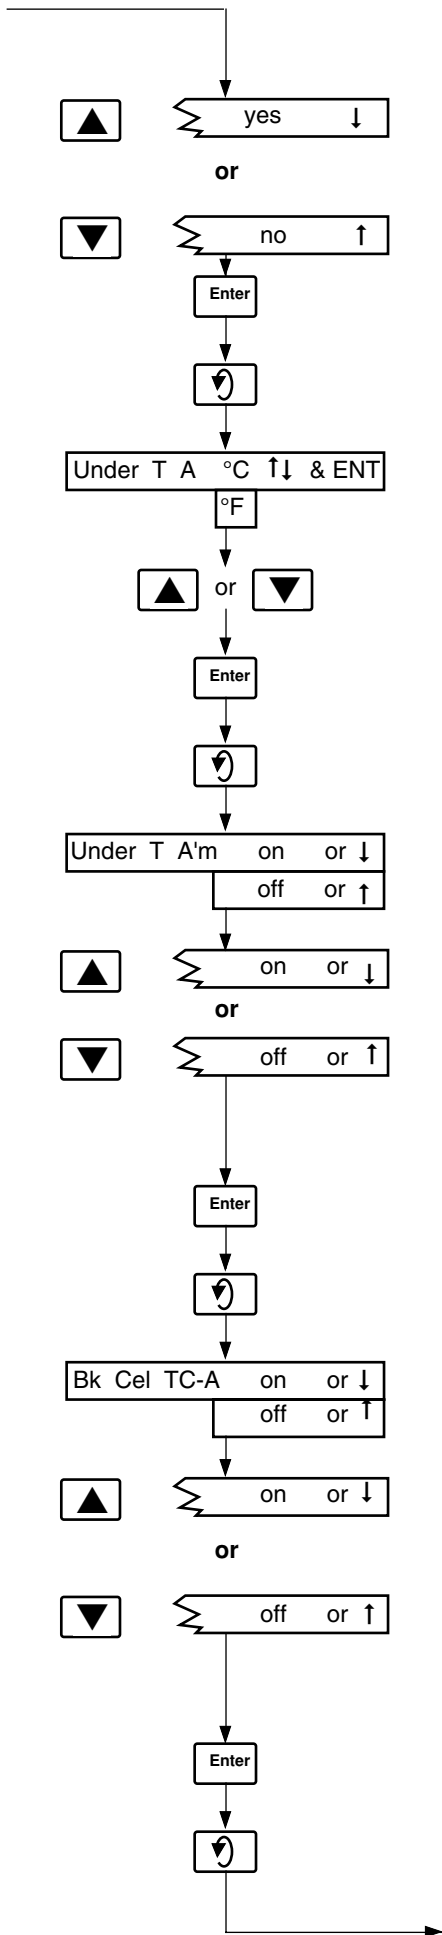 yes ↓
or
no ↑
Enter
Under T A °C ↑↓ & ENT
°F
or
Enter
Under T A'm on or ↓
off or ↑
on or ↓
or
off or ↑
Enter
Bk Cel TC-A on or ↓
off or ↑
on or ↓
or
off or ↑
Enter